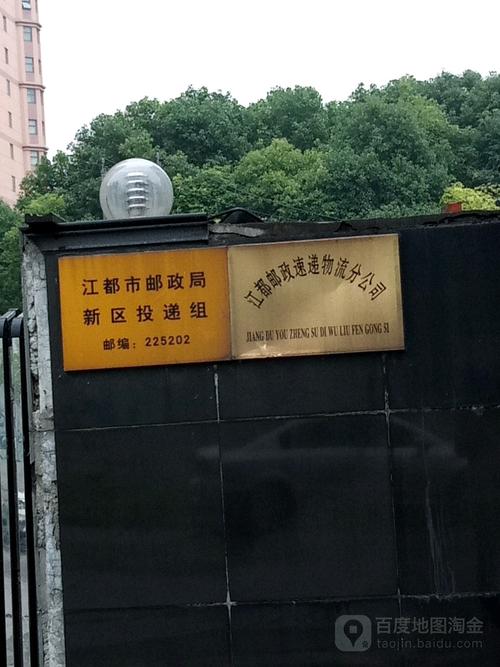 江都市邮政局
新区投递组
邮编：225202
江都邮政速递物流分公司
JIANG DU YOU ZHENG SU DI WU LIU FEN GONG SI
百度地图淘金
taojin.baidu.com